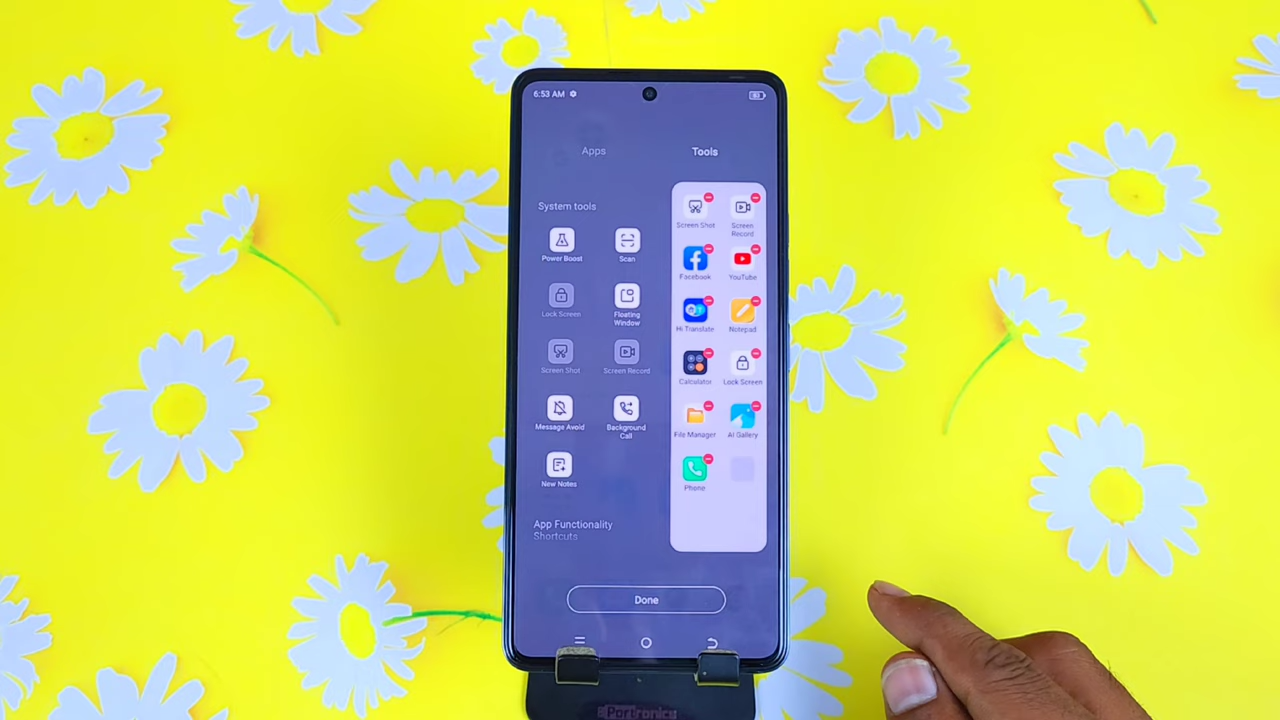 6:53 AM
Apps
Tools
System tools
Power Boost
Scan
Lock Screen
Floating
Window
Screen Shot
Screen Record
Message Avoid
Background
Call
New Notes
App Functionality
Shortcuts
Screen Shot
Screen
Record
Facebook
YouTube
Hi Translate
Notepad
Calculator
Lock Screen
File Manager
AI Gallery
Phone
Done
Portronics